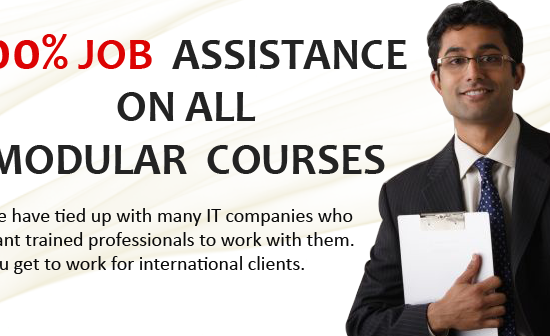 00% JOB ASSISTANCE
ON ALL
MODULAR COURSES
e have tied up with many IT companies who
ant trained professionals to work with them.
u get to work for international clients.